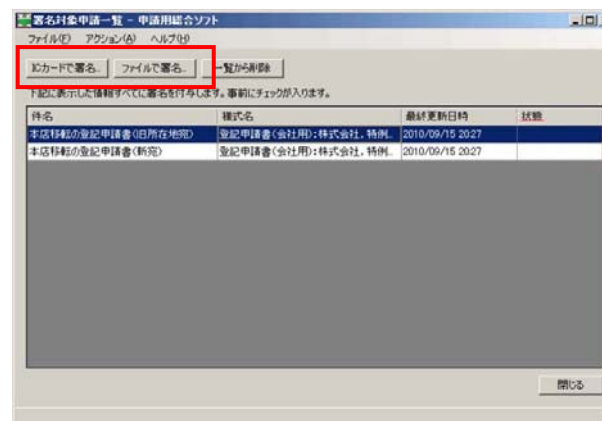 署名対象申請一覧 - 申請用総合ソフト
ファイル(F) アクション(A) ヘルプ(H)
ICカードで署名... ファイルで署名... 一覧から削除
下記に表示した情報すべてに署名を付与します。事前にチェックが入ります。
件名 様式名 最終更新日時 状態
本店移転の登記申請書(旧所在地宛) 登記申請書(会社用):株式会社，特例... 2010/09/15 20:27
本店移転の登記申請書(新宛) 登記申請書(会社用):株式会社，特例... 2010/09/15 20:27
閉じる